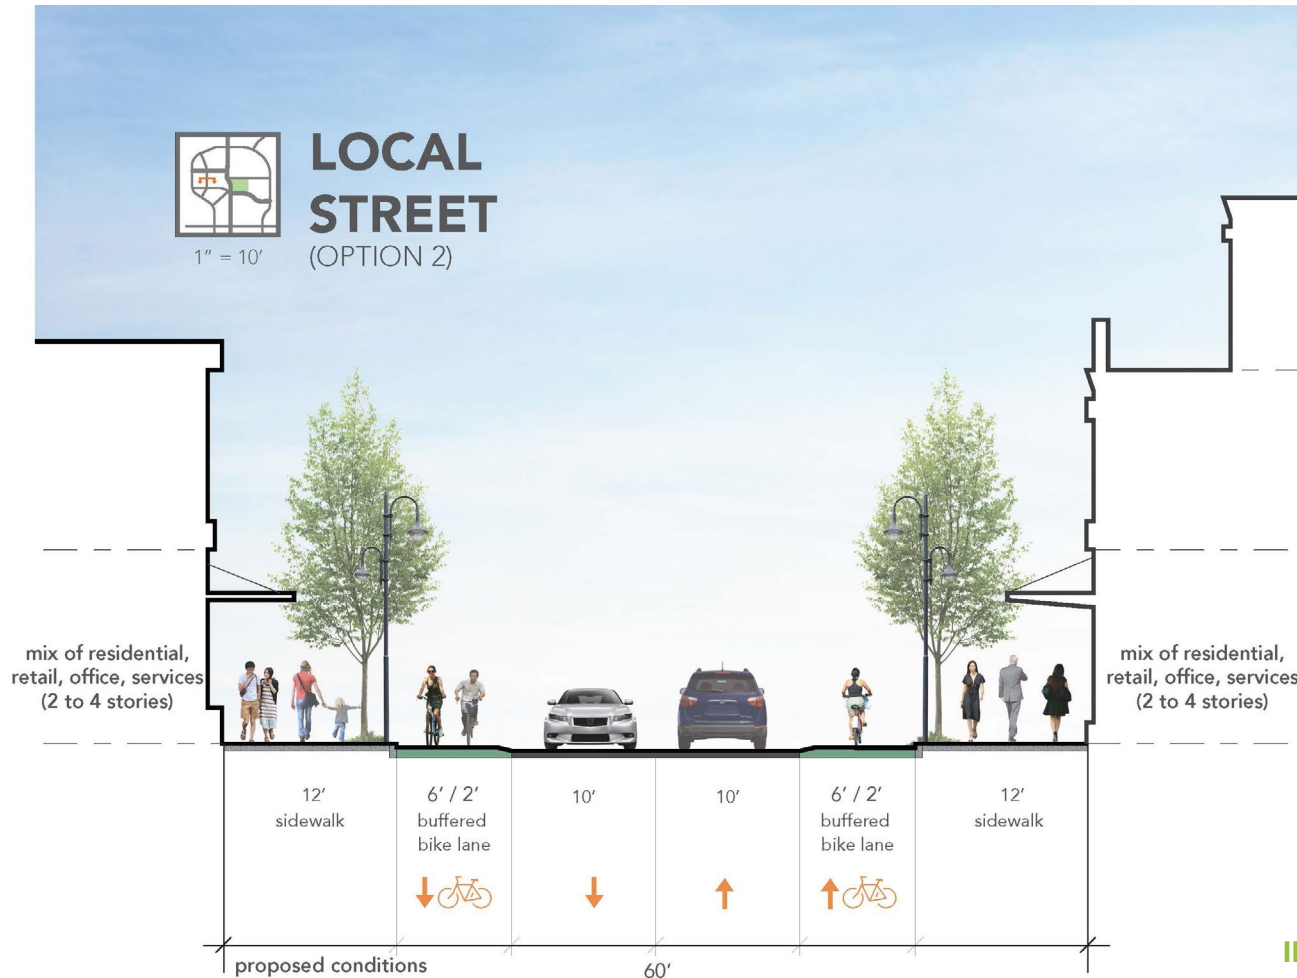 LOCAL
STREET
(OPTION 2)
1" = 10'
mix of residential,
retail, office, services
(2 to 4 stories)
mix of residential,
retail, office, services
(2 to 4 stories)
12'
sidewalk
6' / 2'
buffered
bike lane
10'
10'
6' / 2'
buffered
bike lane
12'
sidewalk
proposed conditions
60'